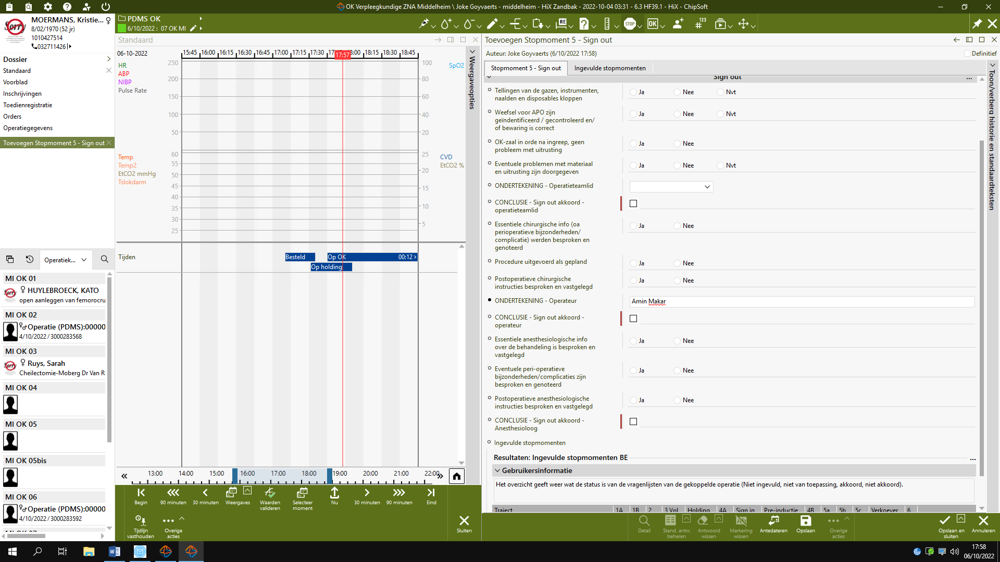 OK Verpleegkundige ZNA Middelheim \ Joke Goyvaerts - middelheim - HiX Zandbak - 2022-10-04 03:31 - 6.3 HF39.1 - HiX - ChipSoft
Sorry
MOERMANS, Kristie...
8/02/1970 (52 jr)
1010427514
032711426
PDMS OK
6/10/2022 : 07 OK MI
RE
STOP
OK
#123
Dossier
Standaard
Voorblad
Inschrijvingen
Toedienregistratie
Orders
Operatiegegevens
Toevoegen Stopmoment 5 - Sign out
Operatiek...
MI OK 01
Sorry
HUYLEBROECK, KATO
open aanleggen van femorocru
MI OK 02
Operatie (PDMS):00000
4/10/2022 / 3000283568
MI OK 03
Sorry
Ruys, Sarah
Cheilectomie-Moberg Dr Van R
MI OK 04
MI OK 05
MI OK 05bis
MI OK 06
Operatie (PDMS):00000
4/10/2022 / 3000283592
Standaard
06-10-2022
15:45 16:00 16:15 16:30 16:45 17:00 17:15 17:30 17:57 18:00 18:15 18:30 18:45
HR
ABP
NIBP
Pulse Rate
250
200
150
100
50
100
80
60
40
20
SpO2
Temp
Temp2
EtCO2 mmHg
Tslokdarm
60
55
50
45
40
35
30
25
25
20
15
10
5
CVD
EtCO2 %
Tijden
Besteld
Op OK 00:12
Op holding
13:00 14:00 15:00 16:00 17:00 18:00 19:00 20:00 21:00 22:00
Weergaveopties
Begin
90 minuten
30 minuten
Weergaves
Waarden valideren
Selecteer moment
Nu
30 minuten
90 minuten
Eind
Tijdlijn vasthouden
Overige acties
Sluiten
Toevoegen Stopmoment 5 - Sign out
Auteur: Joke Goyvaerts (6/10/2022 17:58)
Definitief
Stopmoment 5 - Sign out
Ingevulde stopmomenten
Sign out
...
Tellingen van de gazen, instrumenten,
naalden en disposables kloppen
Ja Nee Nvt
Weefsel voor APO zijn
geïndentificeerd / gecontroleerd en/
of bewaring is correct
Ja Nee Nvt
OK-zaal in orde na ingreep, geen
probleem met uitrusting
Ja Nee
Eventuele problemen met materiaal
en uitrusting zijn doorgegeven
Ja Nee Nvt
ONDERTEKENING - Operatieteamlid
CONCLUSIE - Sign out akkoord -
operatieteamlid
Essentiele chirurgische info (oa
perioperatieve bijzonderheden/
complicatie) werden besproken en
genoteerd
Ja Nee
Procedure uitgevoerd als gepland
Ja Nee
Postoperatieve chirurgische
instructies besproken en vastgelegd
Ja Nee
ONDERTEKENING - Operateur
Amin Makar
CONCLUSIE - Sign out akkoord -
operateur
Essentiele anesthesiologische info
over de behandeling is besproken en
vastgelegd
Ja Nee
Eventuele peri-operatieve
bijzonderheden/complicaties zijn
besproken en genoteerd
Ja Nee
Postoperatieve anesthesiologische
instructies besproken en vastgelegd
Ja Nee
CONCLUSIE - Sign out akkoord -
Anesthesioloog
Ingevulde stopmomenten
Resultaten: Ingevulde stopmomenten BE
...
Gebruikersinformatie
Het overzicht geeft weer wat de status is van de vragenlijsten van de gekoppelde operatie (Niet ingevuld, niet van toepassing, akkoord, niet akkoord).
Traject 1A 1B 2 3 Vpl Holding 4A Sign in Pre-inductie 4B 5a 5b 5c Verkoever 6
Toon/verberg historie en standaardteksten
Detail
Stand. antw. beheren
Antwoord wissen
Markering wissen
Antedateren
Opslaan
Overige acties
Opslaan en sluiten
Annuleren
17:58
06/10/2022